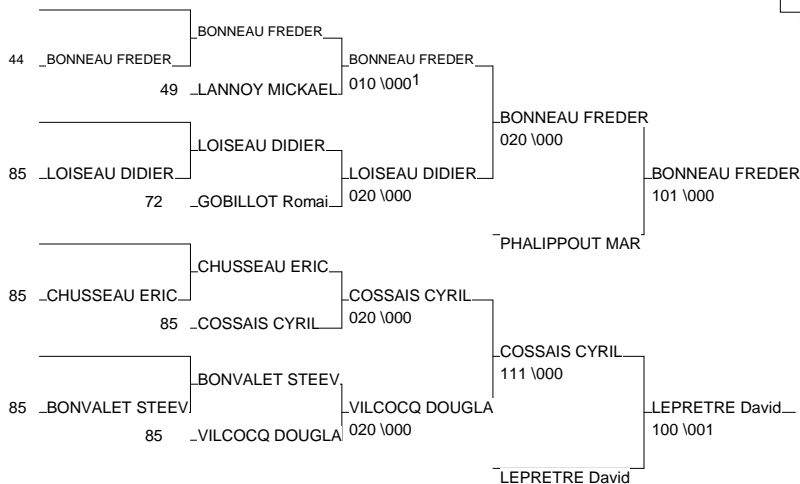 BONNEAU FREDER
44 BONNEAU FREDER BONNEAU FREDER
49 LANNOY MICKAEL 010 \000¹
BONNEAU FREDER
020 \000
LOISEAU DIDIER
85 LOISEAU DIDIER LOISEAU DIDIER BONNEAU FREDER
72 GOBILLOT Romai 020 \000 101 \000
PHALIPPOUT MAR
CHUSSEAU ERIC
85 CHUSSEAU ERIC COSSAIS CYRIL
85 COSSAIS CYRIL 020 \000
COSSAIS CYRIL
111 \000
BONVALET STEEV
85 BONVALET STEEV VILCOCQ DOUGLA LEPRETRE David
85 VILCOCQ DOUGLA 020 \000 100 \001
LEPRETRE David